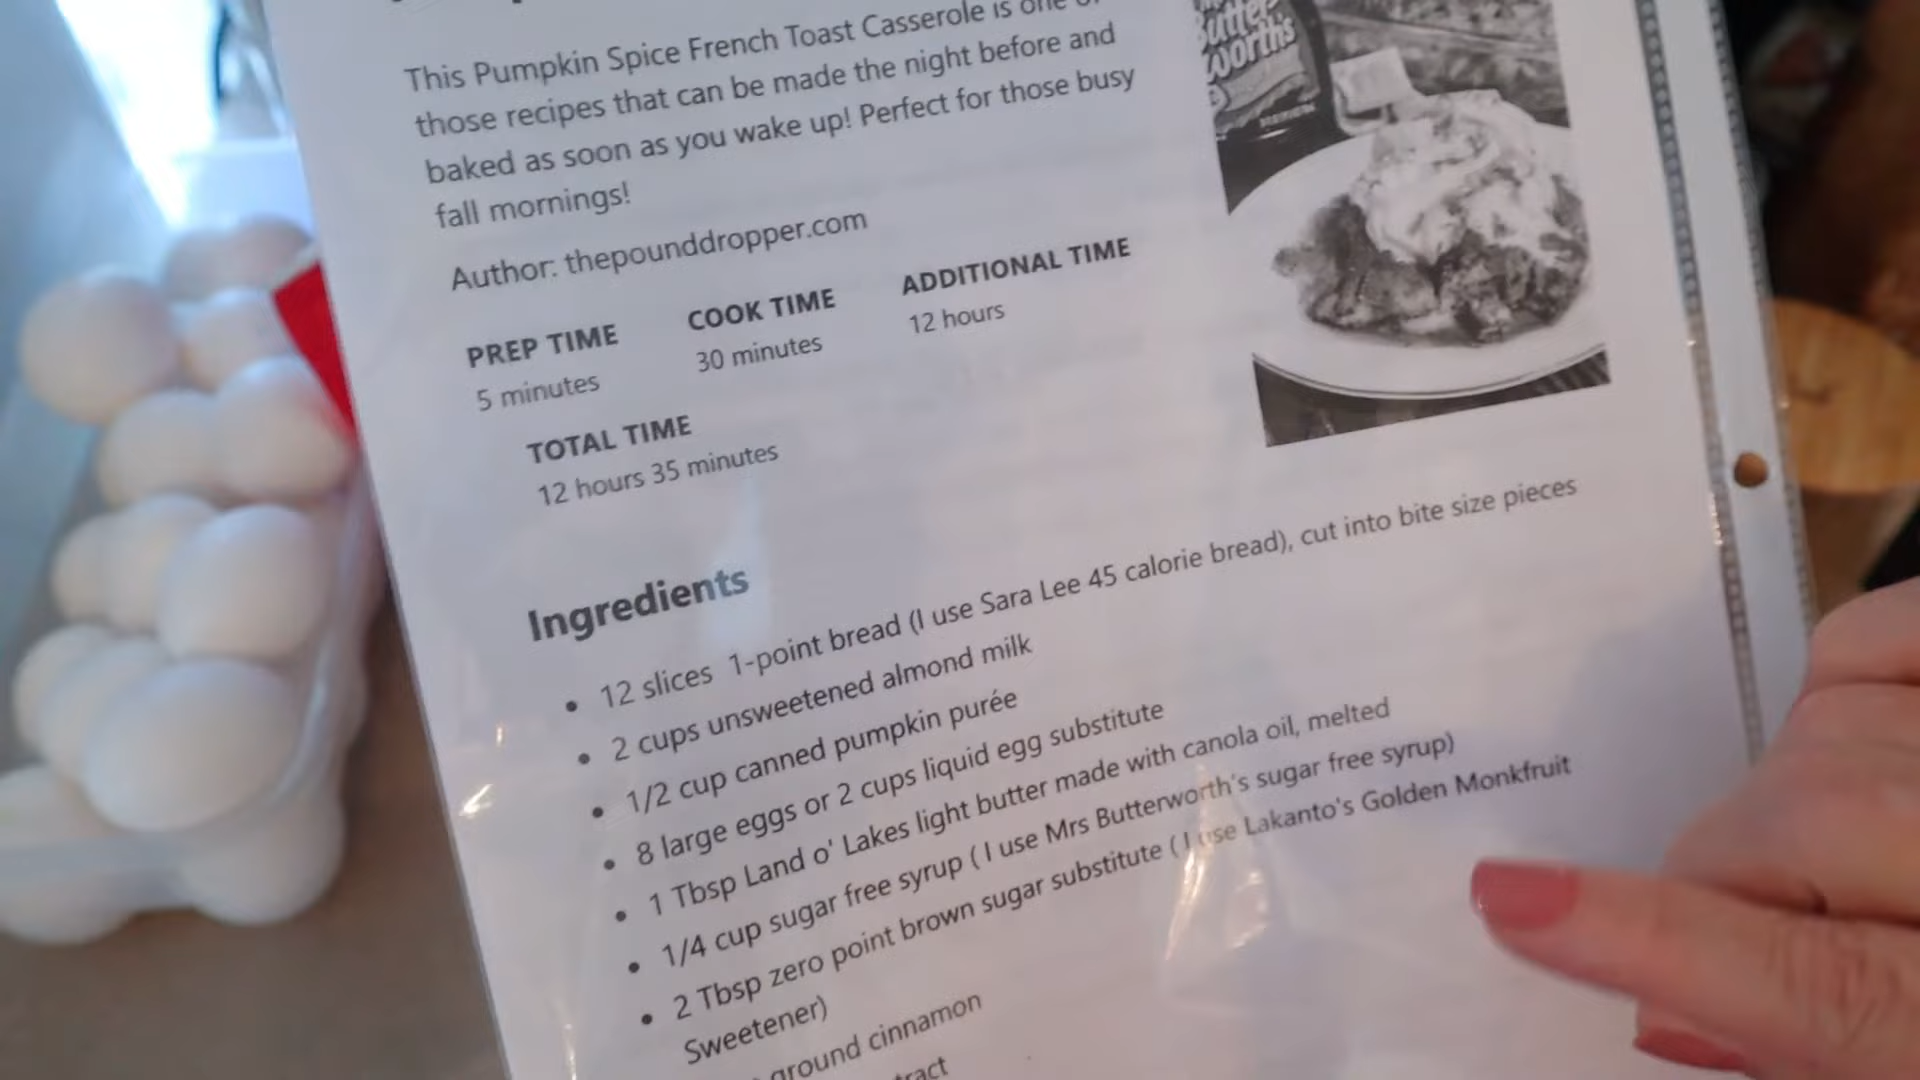 This Pumpkin Spice French Toast Casserole is one of
those recipes that can be made the night before and
baked as soon as you wake up! Perfect for those busy
fall mornings!
Author: thepounddropper.com
PREP TIME
5 minutes
COOK TIME
30 minutes
ADDITIONAL TIME
12 hours
TOTAL TIME
12 hours 35 minutes
Butter
worth's
Ingredients
• 12 slices 1-point bread (I use Sara Lee 45 calorie bread), cut into bite size pieces
• 2 cups unsweetened almond milk
• 1/2 cup canned pumpkin purée
• 8 large eggs or 2 cups liquid egg substitute
• 1 Tbsp Land o' Lakes light butter made with canola oil, melted
• 1/4 cup sugar free syrup ( I use Mrs Butterworth's sugar free syrup)
• 2 Tbsp zero point brown sugar substitute ( I use Lakanto's Golden Monkfruit
Sweetener)
ground cinnamon